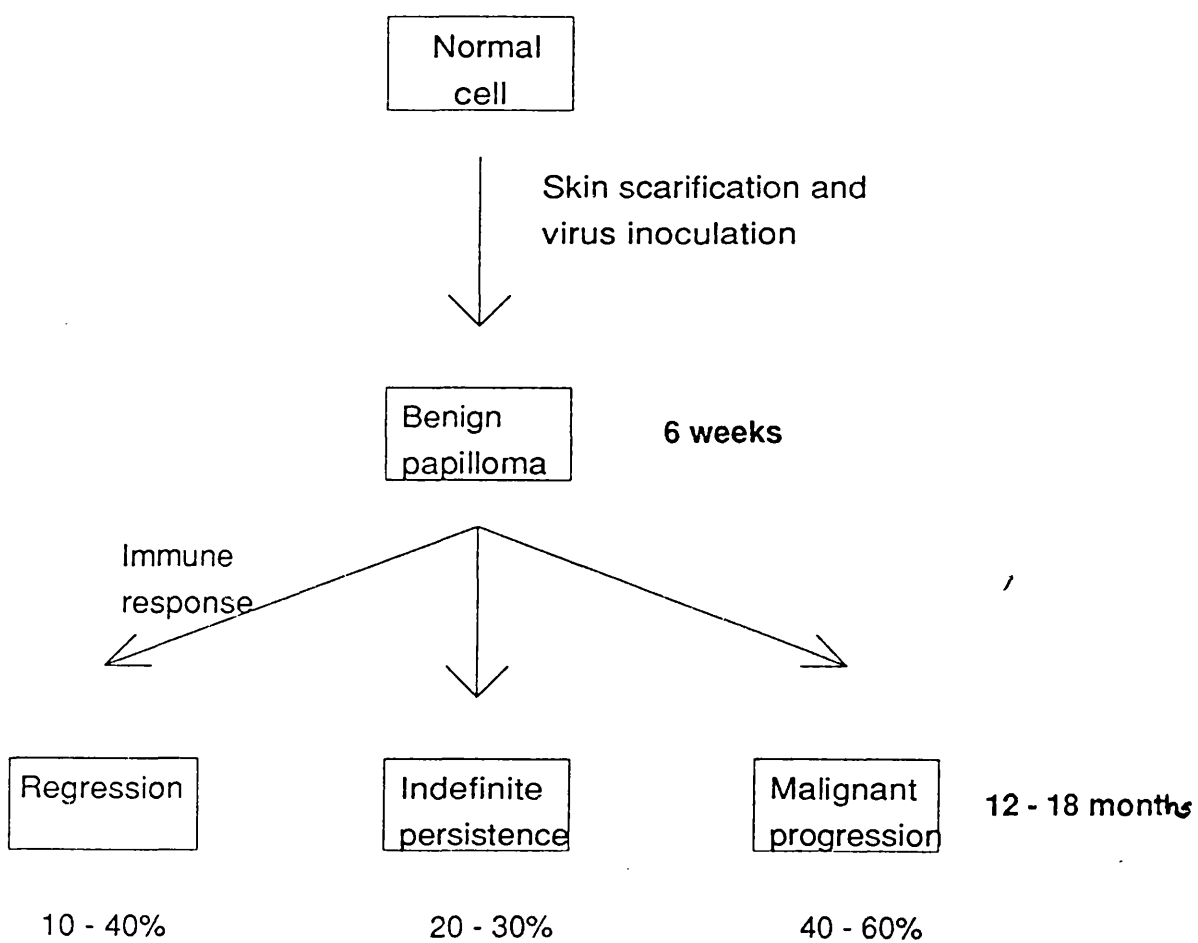 Normal
cell
Skin scarification and
virus inoculation
Benign
papilloma
6 weeks
Immune
response
Regression
Indefinite
persistence
Malignant
progression
12 - 18 months
10 - 40%
20 - 30%
40 - 60%